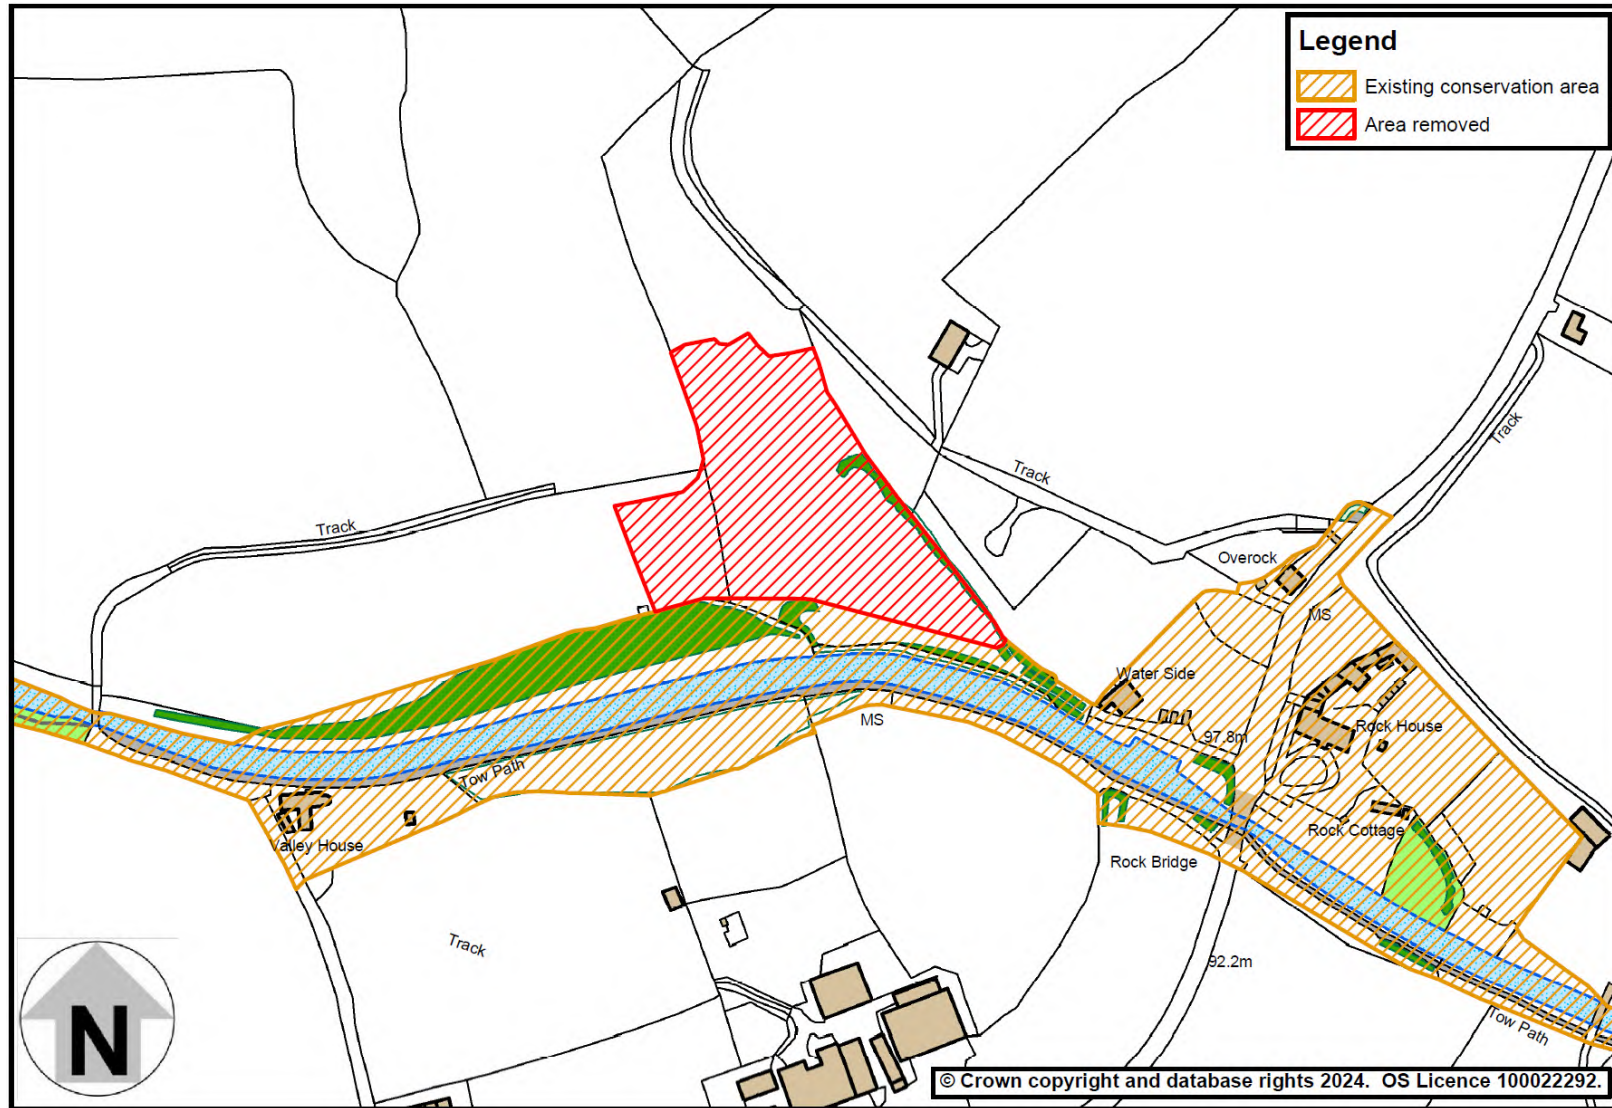 Legend
Existing conservation area
Area removed
Track
Track
Track
Overock
MS
Water Side
Rock House
MS
97.8m
Tow Path
Rock Cottage
Valley House
Rock Bridge
Track
92.2m
Tow Path
N
© Crown copyright and database rights 2024. OS Licence 100022292.